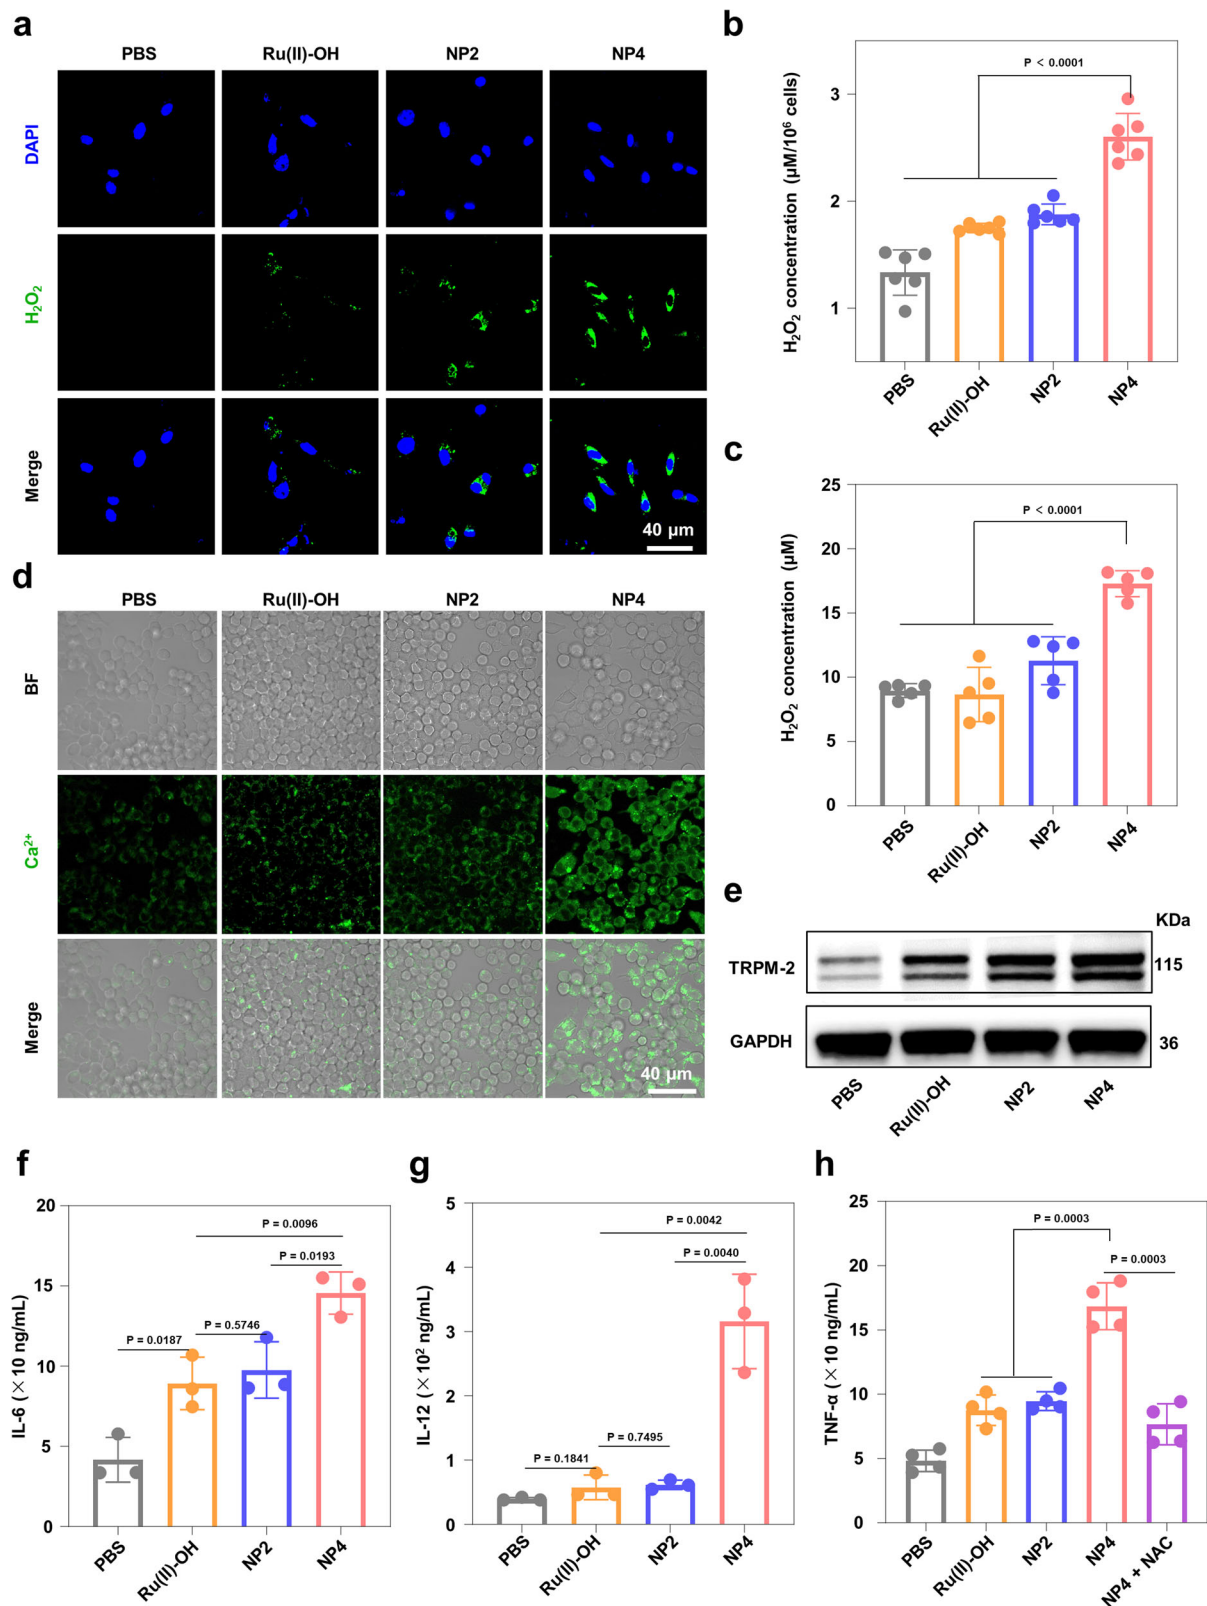 a
PBS Ru(II)-OH NP2 NP4
DAPI
H₂O₂
Merge
40 μm
b
H₂O₂ concentration (μM/10⁶ cells)
3
2
1
P < 0.0001
PBS Ru(II)-OH NP2 NP4
c
H₂O₂ concentration (μM)
25
20
15
10
5
0
P < 0.0001
PBS Ru(II)-OH NP2 NP4
d
PBS Ru(II)-OH NP2 NP4
BF
Ca²⁺
Merge
40 μm
e
KDa
TRPM-2 115
GAPDH 36
PBS Ru(II)-OH NP2 NP4
f
IL-6 (×10 ng/mL)
20
15
10
5
0
P = 0.0096
P = 0.0193
P = 0.5746
P = 0.0187
PBS Ru(II)-OH NP2 NP4
g
IL-12 (×10² ng/mL)
5
4
3
2
1
0
P = 0.0042
P = 0.0040
P = 0.7495
P = 0.1841
PBS Ru(II)-OH NP2 NP4
h
TNF-α (×10 ng/mL)
25
20
15
10
5
0
P = 0.0003
P = 0.0003
PBS Ru(II)-OH NP2 NP4 NP4 + NAC